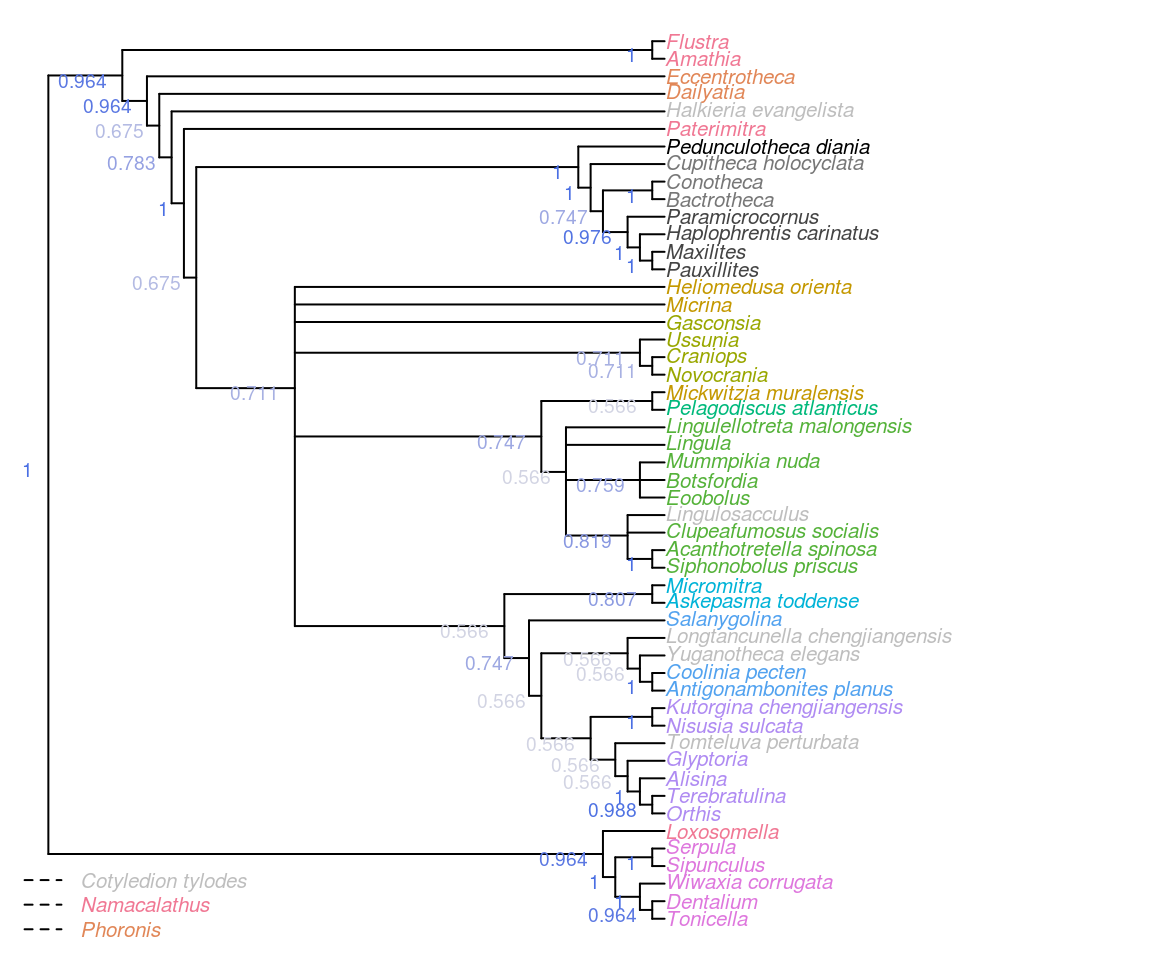 Flustra
1
Amathia
Eccentrotheca
0.964
Dailyatia
0.964
Halkieria evangelista
0.675
Paterimitra
Pedunculotheca diania
0.783
Cupitheca holocyclata
1
Conotheca
1
1
Bactrotheca
1
0.747
Paramicrocornus
0.976
Haplophrentis carinatus
1
Maxilites
1
Pauxillites
0.675
Heliomedusa orienta
Micrina
Gasconsia
Ussunia
0.711
Craniops
0.711
Novocrania
0.711
Mickwitzia muralensis
0.566
Pelagodiscus atlanticus
Lingulellotreta malongensis
0.747
Lingula
Mummpikia nuda
1
0.566
Botsfordia
0.759
Eoobolus
Lingulosacculus
Clupeafumosus socialis
0.819
Acanthotretella spinosa
1
Siphonobolus priscus
Micromitra
0.807
Askepasma toddense
Salanygolina
0.566
Longtancunella chengjiangensis
Yuganotheca elegans
0.747
0.566
Coolinia pecten
0.566
1
Antigonambonites planus
0.566
Kutorgina chengjiangensis
1
Nisusia sulcata
0.566
Tomteluva perturbata
0.566
Glyptoria
0.566
Alisina
1
Terebratulina
0.988
Orthis
Loxosomella
Serpula
0.964
1
Sipunculus
1
Wiwaxia corrugata
1
Dentalium
0.964
Tonicella
Cotyledion tylodes
Namacalathus
Phoronis